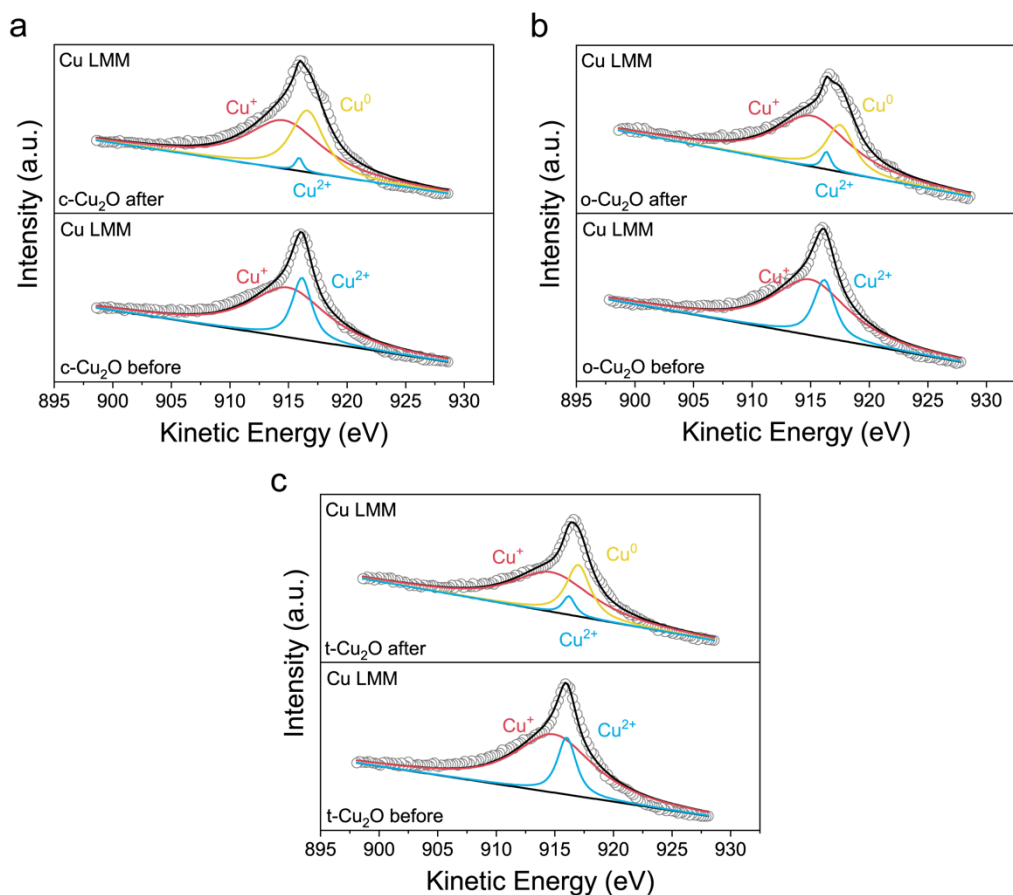 a
Cu LMM
Cu⁺
Cu⁰
Cu²⁺
c-Cu₂O after
Cu LMM
Cu⁺
Cu²⁺
c-Cu₂O before
Intensity (a.u.)
895 900 905 910 915 920 925 930
Kinetic Energy (eV)
b
Cu LMM
Cu⁺
Cu⁰
Cu²⁺
o-Cu₂O after
Cu LMM
Cu⁺
Cu²⁺
o-Cu₂O before
Intensity (a.u.)
895 900 905 910 915 920 925 930
Kinetic Energy (eV)
c
Cu LMM
Cu⁺
Cu⁰
Cu²⁺
t-Cu₂O after
Cu LMM
Cu⁺
Cu²⁺
t-Cu₂O before
Intensity (a.u.)
895 900 905 910 915 920 925 930
Kinetic Energy (eV)